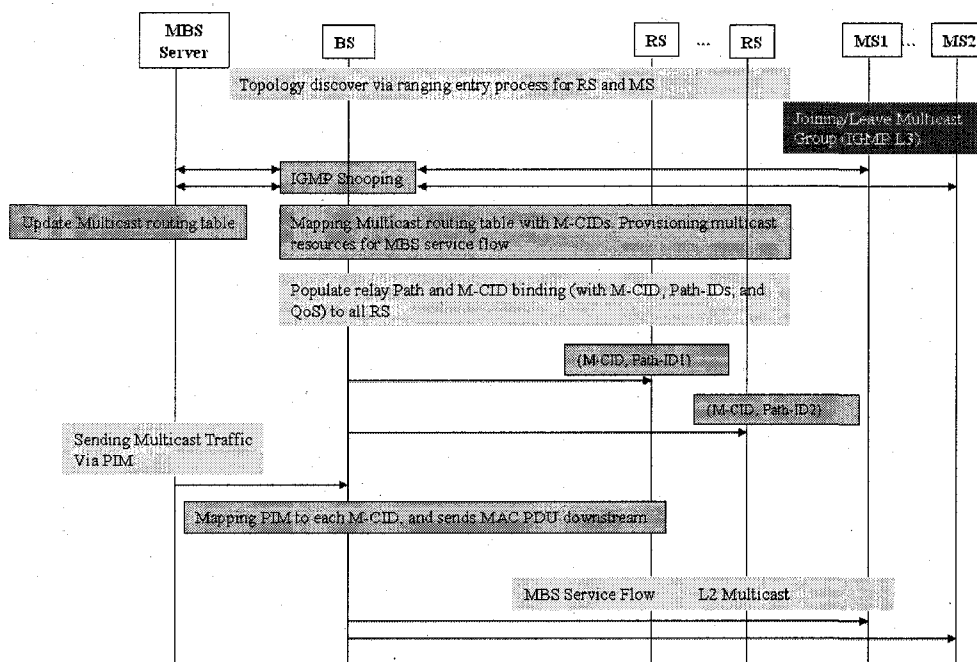 MBS
Server
BS
RS
...
RS
MS1
...
MS2
Topology discover via ranging entry process for RS and MS
Joining/Leave Multicast
Group (IGMP L3)
IGMP Snooping
Update Multicast routing table
Mapping Multicast routing table with M-CIDs. Provisioning multicast
resources for MBS service flow
Populate relay Path and M-CID binding (with M-CID, Path-IDs, and
QoS) to all RS
(M-CID, Path-ID1)
(M-CID, Path-ID2)
Sending Multicast Traffic
Via PIM
Mapping PIM to each M-CID, and sends MAC PDU downstream
MBS Service Flow L2 Multicast